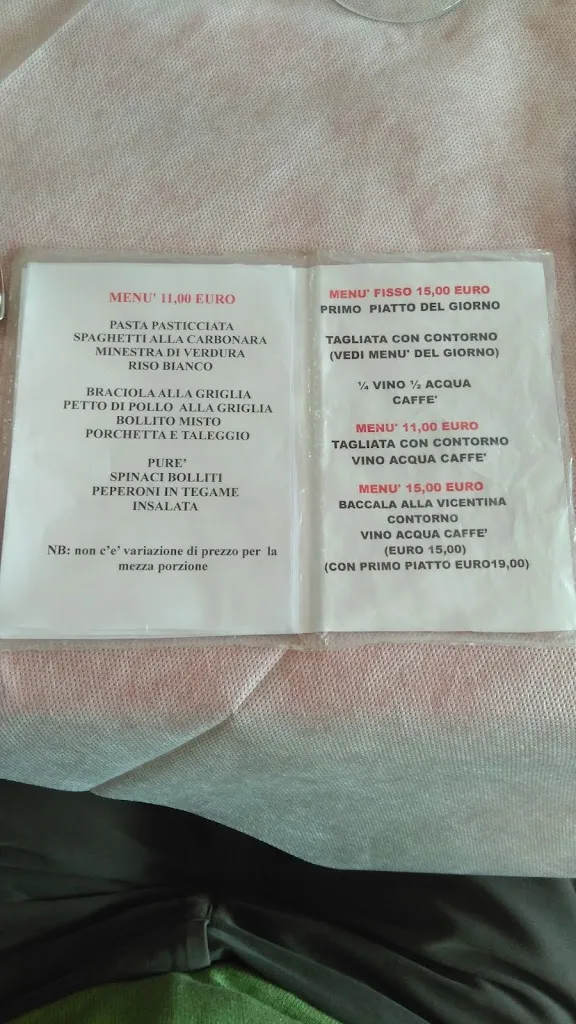 MENU' 11,00 EURO
PASTA PASTICCIATA
SPAGHETTI ALLA CARBONARA
MINESTRA DI VERDURA
RISO BIANCO
BRACIOLA ALLA GRIGLIA
PETTO DI POLLO ALLA GRIGLIA
BOLLITO MISTO
PORCHETTA E TALEGGIO
PURE'
SPINACI BOLLITI
PEPERONI IN TEGAME
INSALATA
NB: non c'e' variazione di prezzo per la
mezza porzione
MENU' FISSO 15,00 EURO
PRIMO PIATTO DEL GIORNO
TAGLIATA CON CONTORNO
(VEDI MENU' DEL GIORNO)
¼ VINO ½ ACQUA
CAFFE'
MENU' 11,00 EURO
TAGLIATA CON CONTORNO
VINO ACQUA CAFFE'
MENU' 15,00 EURO
BACCALA ALLA VICENTINA
CONTORNO
VINO ACQUA CAFFE'
(EURO 15,00)
(CON PRIMO PIATTO EURO19,00)